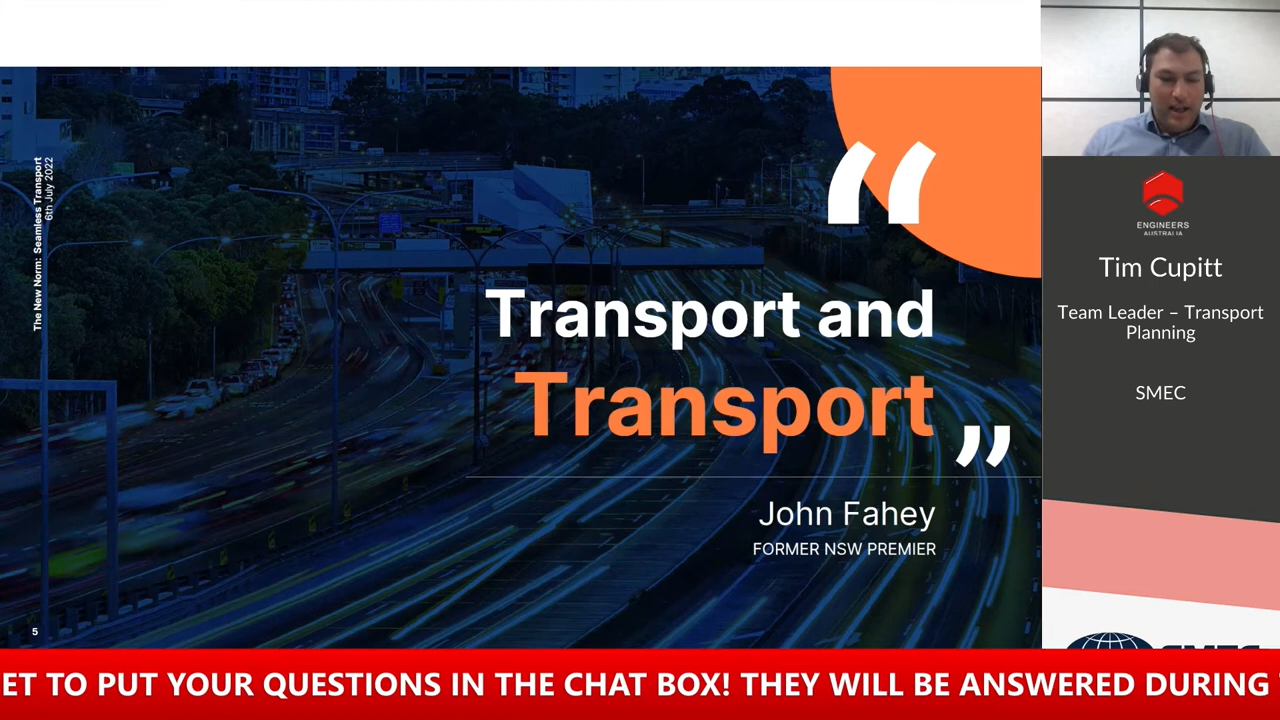 The New Norm: Seamless Transport
6th July 2022
“
Transport and
Transport
”
John Fahey
FORMER NSW PREMIER
5
ENGINEERS
AUSTRALIA
Tim Cupitt
Team Leader – Transport
Planning
SMEC
ET TO PUT YOUR QUESTIONS IN THE CHAT BOX! THEY WILL BE ANSWERED DURING